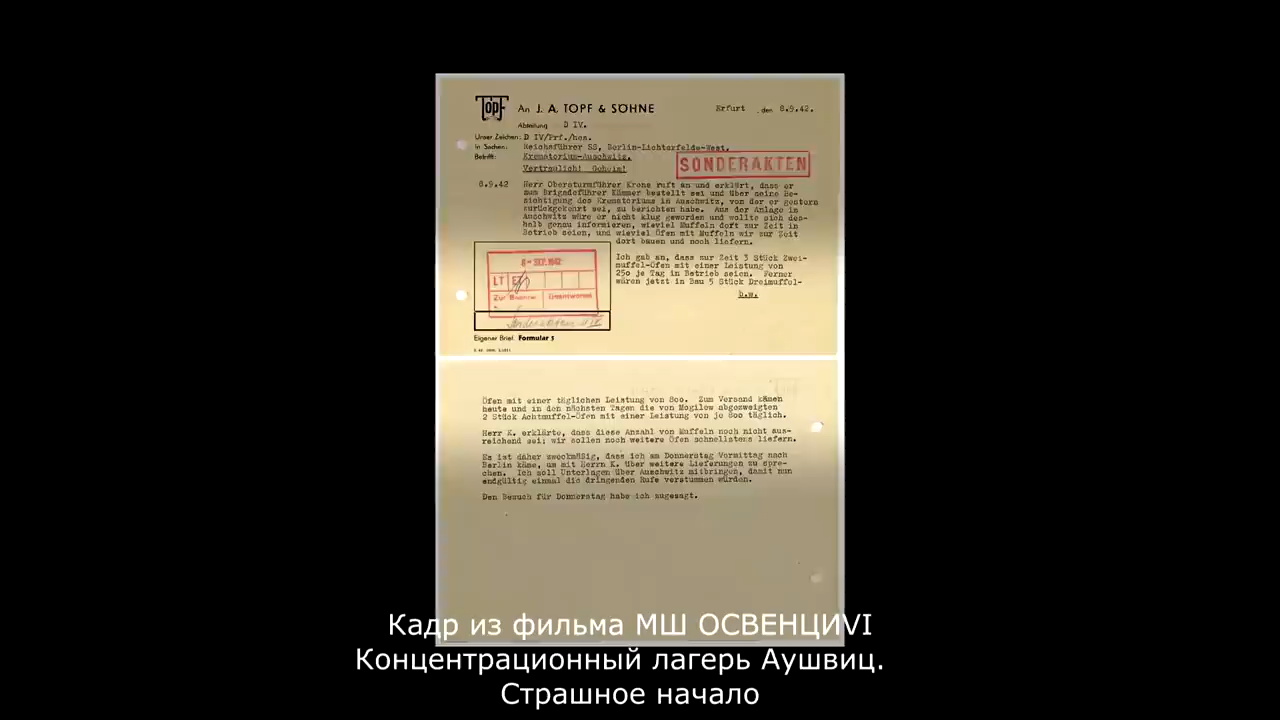 Topf
An J. A. TOPF & SÖHNE
Erfurt, den 8.9.42.
Abteilung D IV.
Unser Zeichen: D IV/Prf./hes.
In Sachen: Reichsführer SS, Berlin-Lichterfelde-West.
Betrifft: Krematorium-Auschwitz.
Vertraulich! Geheim!
SONDERAKTEN
8.9.42 Herr Obersturmführer Krone ruft an und erklärt, dass er
zum Brigadeführer Kämmer bestellt sei und über seine Be-
sichtigung des Krematoriums in Auschwitz, von der er gestern
zurückgekehrt sei, zu berichten habe. Aus der Anlage in
Auschwitz wäre er nicht klug geworden und wollte sich des-
halb genau informieren, wieviel Muffeln dort zur Zeit in
Betrieb seien, und wieviel Öfen mit Muffeln wir zur Zeit
dort bauen und noch liefern.
Ich gab an, dass zur Zeit 3 Stück Zwei-
muffel-Öfen mit einer Leistung von
250 je Tag in Betrieb seien. Ferner
wären jetzt in Bau 5 Stück Dreimuffel-
b.w.
8-SEP.1942
LT
Zur
Eigener Brief. Formular 5
Öfen mit einer täglichen Leistung von 800. Zum Versand kämen
heute und in den nächsten Tagen die von Mogilew abgezweigten
2 Stück Achtmuffel-Öfen mit einer Leistung von je 800 täglich.
Herr K. erklärte, dass diese Anzahl von Muffeln noch nicht aus-
reichend sei; wir sollen noch weitere Öfen schnellstens liefern.
Es ist daher zweckmäßig, dass ich am Donnerstag Vormittag nach
Berlin käme, um mit Herrn K. über weitere Lieferungen zu spre-
chen. Ich soll Unterlagen über Auschwitz mitbringen, damit nun
endgültig einmal die dringenden Rufe verstummen würden.
Den Besuch für Donnerstag habe ich zugesagt.
Кадр из фильма МШ ОСВЕНЦИVI
Концентрационный лагерь Аушвиц.
Страшное начало